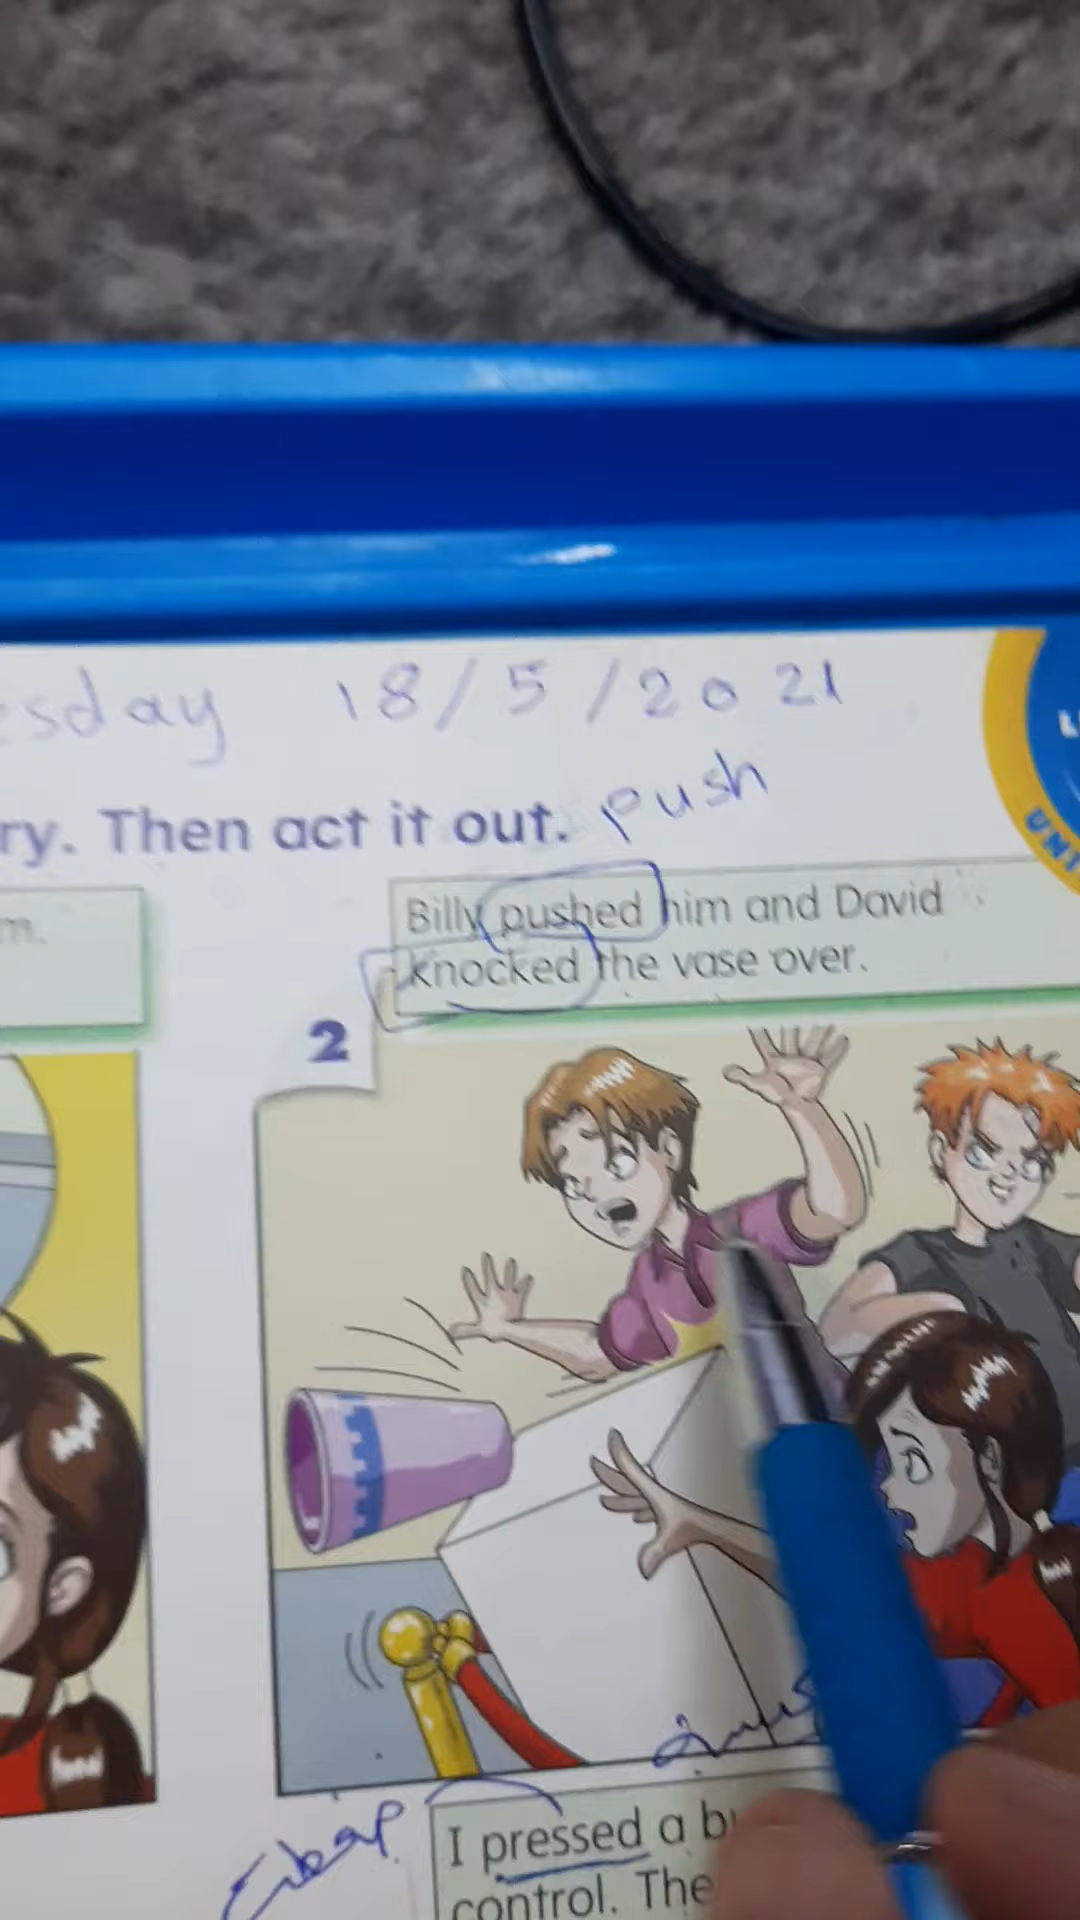 sday 18/5/2021
ry. Then act it out. push
m.
Billy pushed him and David
knocked the vase over.
2
I pressed a bu
control. The